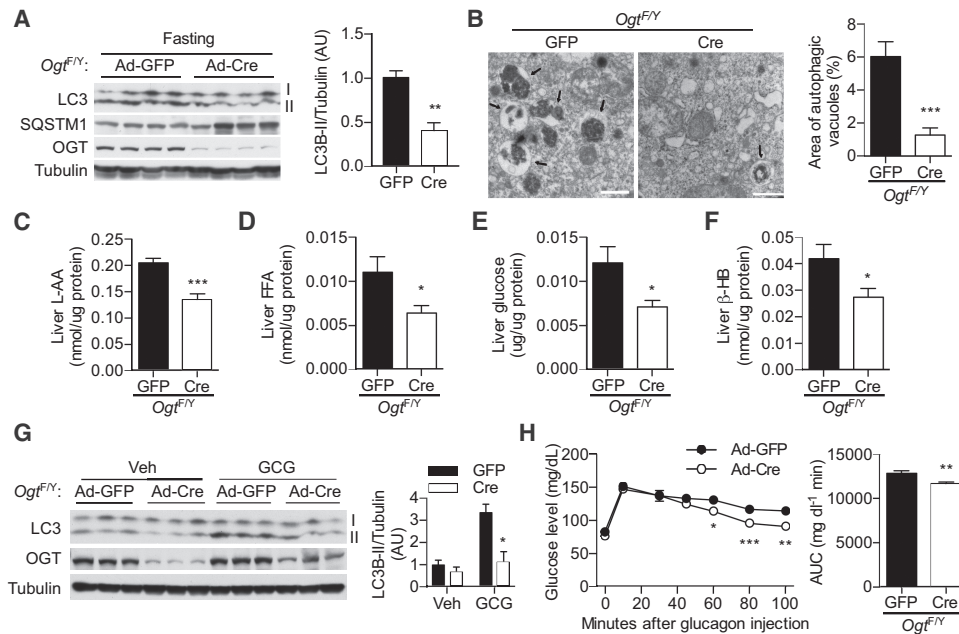 A
Fasting
Ogt^F/Y: Ad-GFP Ad-Cre
LC3
I
II
SQSTM1
OGT
Tubulin
LC3B-II/Tubulin (AU)
1.5
1.0
0.5
0.0
**
GFP Cre
B
Ogt^F/Y
GFP Cre
Area of autophagic
vacuoles (%)
8
6
4
2
0
***
GFP Cre
Ogt^F/Y
C
Liver L-AA
(nmol/ug protein)
0.25
0.20
0.15
0.10
0.05
0.00
***
GFP Cre
Ogt^F/Y
D
Liver FFA
(nmol/ug protein)
0.015
0.010
0.005
0.000
*
GFP Cre
Ogt^F/Y
E
Liver glucose
(ug/ug protein)
0.015
0.010
0.005
0.000
*
GFP Cre
Ogt^F/Y
F
Liver β-HB
(nmol/ug protein)
0.05
0.04
0.03
0.02
0.01
0.00
*
GFP Cre
Ogt^F/Y
G
Veh GCG
Ogt^F/Y: Ad-GFP Ad-Cre Ad-GFP Ad-Cre
LC3
I
II
OGT
Tubulin
LC3B-II/Tubulin
(AU)
4
3
2
1
0
GFP
Cre
*
Veh GCG
H
Glucose level (mg/dL)
200
150
100
50
0
Ad-GFP
Ad-Cre
*
***
**
0 20 40 60 80 100
Minutes after glucagon injection
AUC (mg dl⁻¹ min)
15000
10000
5000
0
**
GFP Cre
Ogt^F/Y